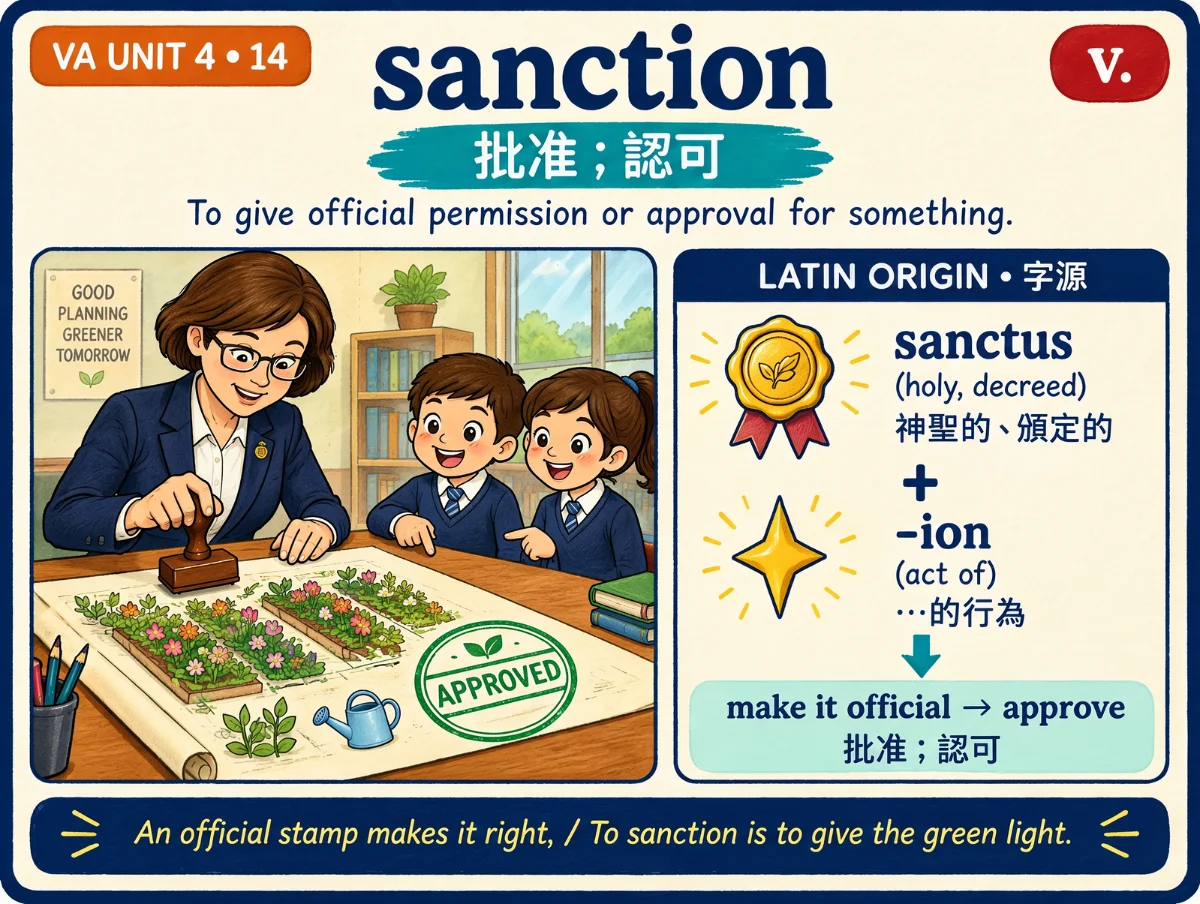 VA UNIT 4 • 14
sanction
v.
批准；認可
To give official permission or approval for something.
GOOD
PLANNING
GREENER
TOMORROW
APPROVED
LATIN ORIGIN • 字源
sanctus
(holy, decreed)
神聖的、頒定的
+
-ion
(act of)
…的行為
make it official → approve
批准；認可
An official stamp makes it right, / To sanction is to give the green light.